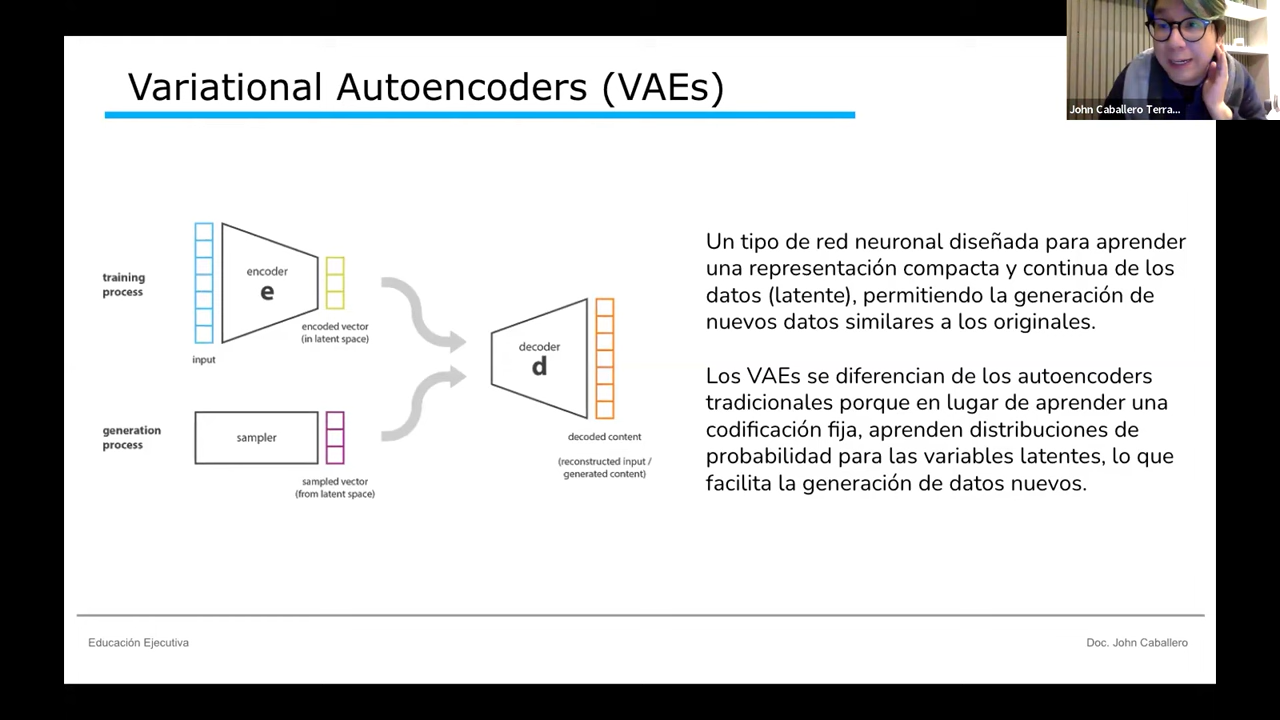 Variational Autoencoders (VAEs)
John Caballero Terra...
training
process
encoder
e
input
encoded vector
(in latent space)
generation
process
sampler
sampled vector
(from latent space)
decoder
d
decoded content
(reconstructed input /
generated content)
Un tipo de red neuronal diseñada para aprender
una representación compacta y continua de los
datos (latente), permitiendo la generación de
nuevos datos similares a los originales.
Los VAEs se diferencian de los autoencoders
tradicionales porque en lugar de aprender una
codificación fija, aprenden distribuciones de
probabilidad para las variables latentes, lo que
facilita la generación de datos nuevos.
Educación Ejecutiva
Doc. John Caballero